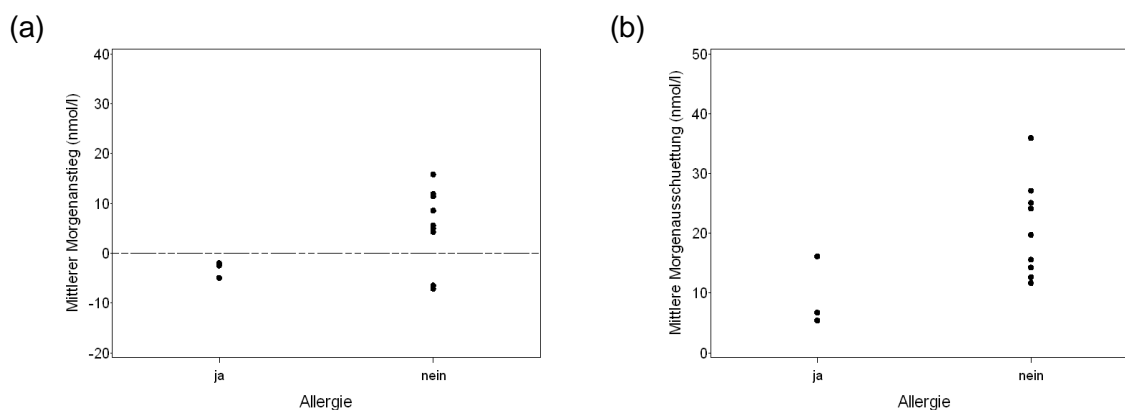 (a)
Mittlerer Morgenanstieg (nmol/l)
40
30
20
10
0
-10
-20
ja
nein
Allergie
(b)
Mittlere Morgenausschuettung (nmol/l)
50
40
30
20
10
0
ja
nein
Allergie